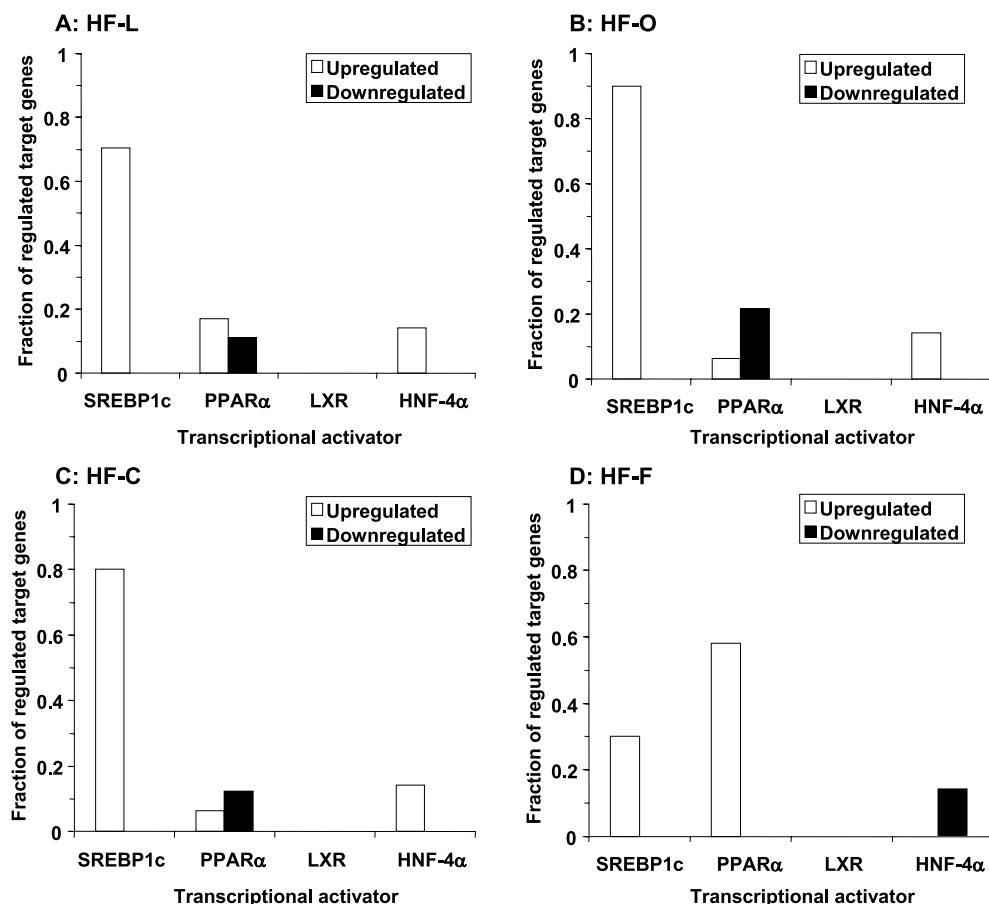 A: HF-L
Fraction of regulated target genes
1
0.8
0.6
0.4
0.2
0
Upregulated
Downregulated
SREBP1c PPARα LXR HNF-4α
Transcriptional activator
B: HF-O
Fraction of regulated target genes
1
0.8
0.6
0.4
0.2
0
Upregulated
Downregulated
SREBP1c PPARα LXR HNF-4α
Transcriptional activator
C: HF-C
Fraction of regulated target genes
1
0.8
0.6
0.4
0.2
0
Upregulated
Downregulated
SREBP1c PPARα LXR HNF-4α
Transcriptional activator
D: HF-F
Fraction of regulated target genes
1
0.8
0.6
0.4
0.2
0
Upregulated
Downregulated
SREBP1c PPARα LXR HNF-4α
Transcriptional activator